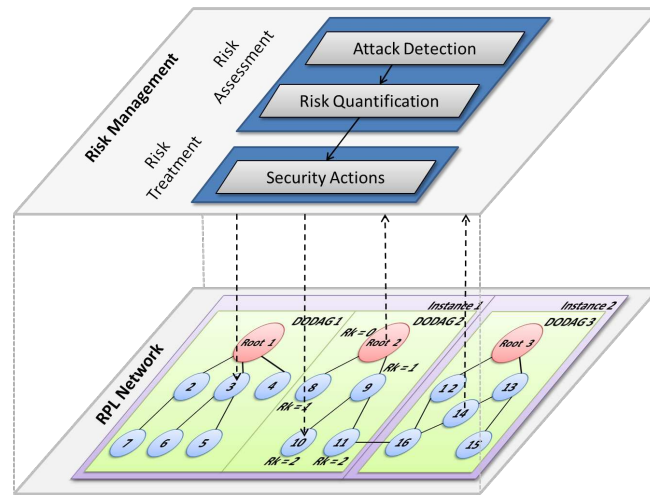 Risk Management
Risk
Assessment
Attack Detection
Risk Quantification
Risk
Treatment
Security Actions
RPL Network
Instance 1
Instance 2
DODAG 1
Rk=0
DODAG 2
DODAG 3
Root 1
Root 2
Root 3
Rk=1
2
3
4
8
9
12
13
Rk=1
14
7
6
5
10
11
16
15
Rk=2
Rk=2